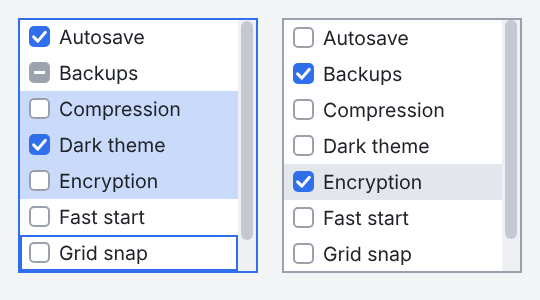 Autosave
Backups
Compression
Dark theme
Encryption
Fast start
Grid snap
Autosave
Backups
Compression
Dark theme
Encryption
Fast start
Grid snap